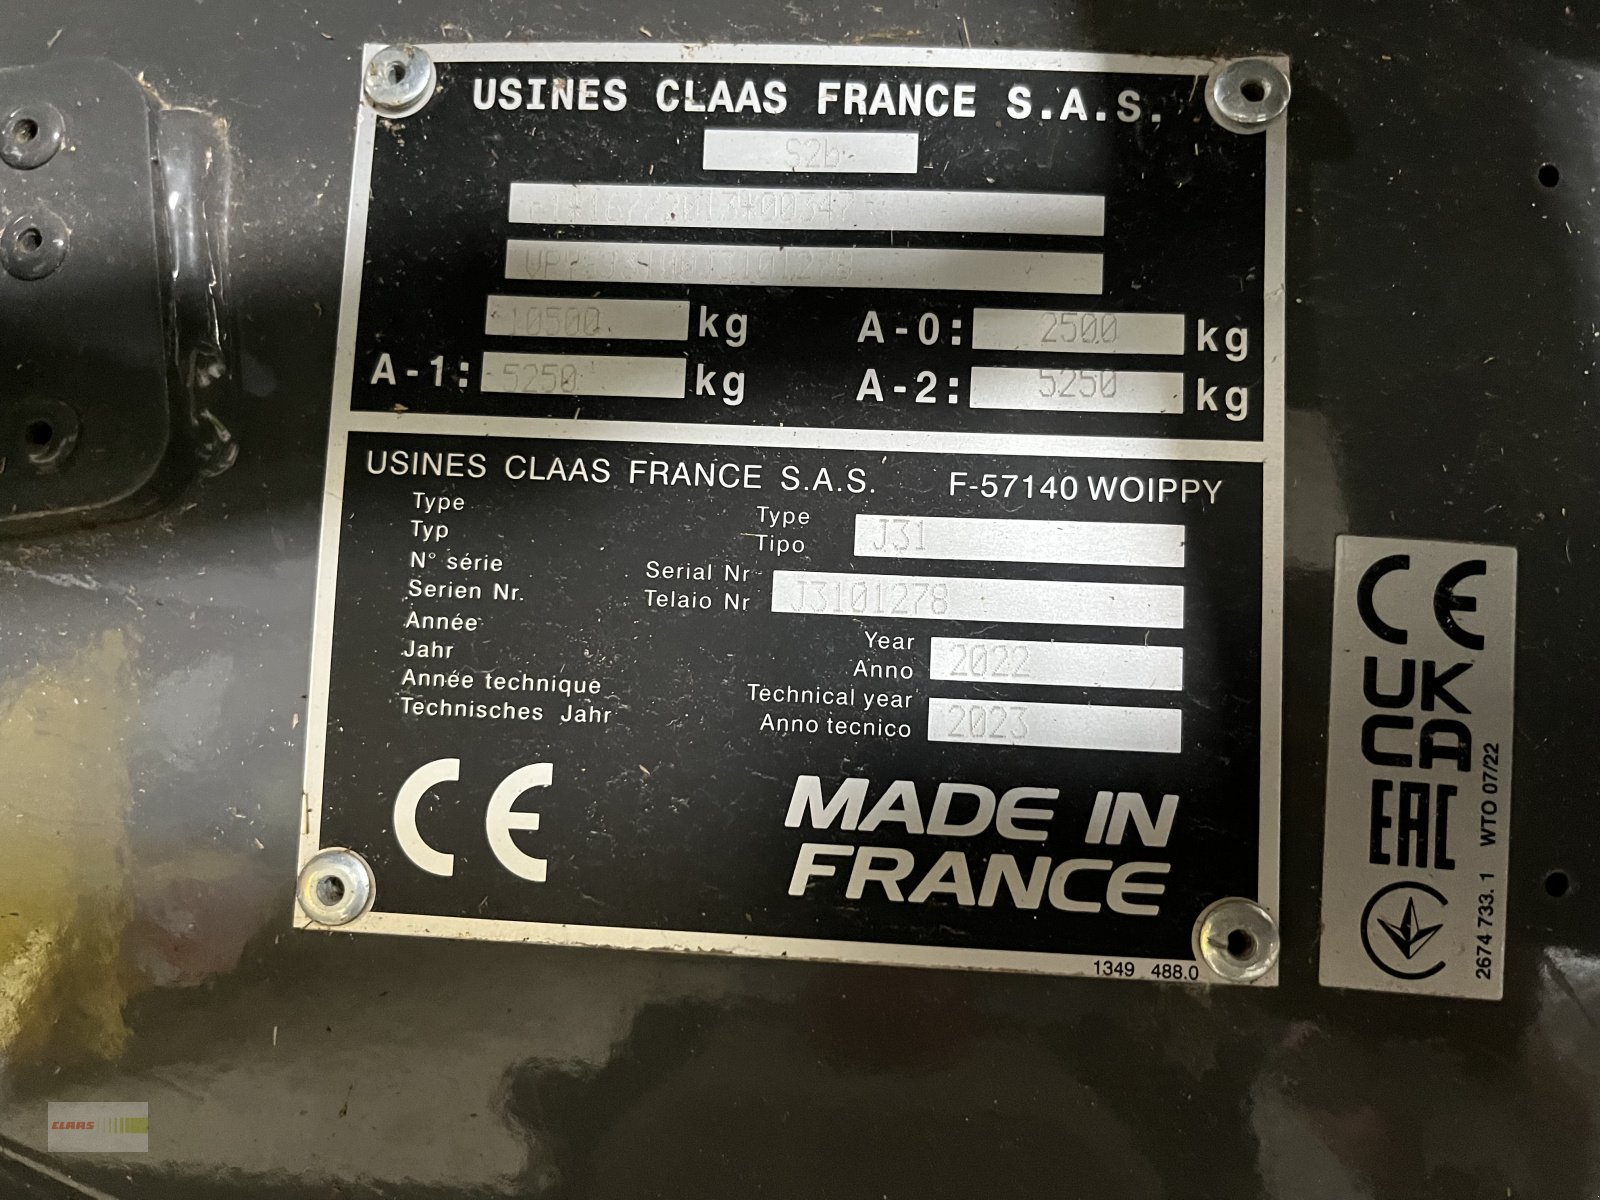 USINES CLAAS FRANCE S.A.S.
S2b
10500 kg A-0: 2500 kg
A-1: 5250 kg A-2: 5250 kg
USINES CLAAS FRANCE S.A.S. F-57140 WOIPPY
Type Type
Typ Tipo J31
N° série Serial Nr
Serien Nr. Telaio Nr J3101278
Année Year
Jahr Anno 2022
Année technique Technical year
Technisches Jahr Anno tecnico 2023
CE MADE IN
FRANCE
1349 488.0
CE
UK
CA
EAC
2674 733.1 WTO 07/22
CLAAS